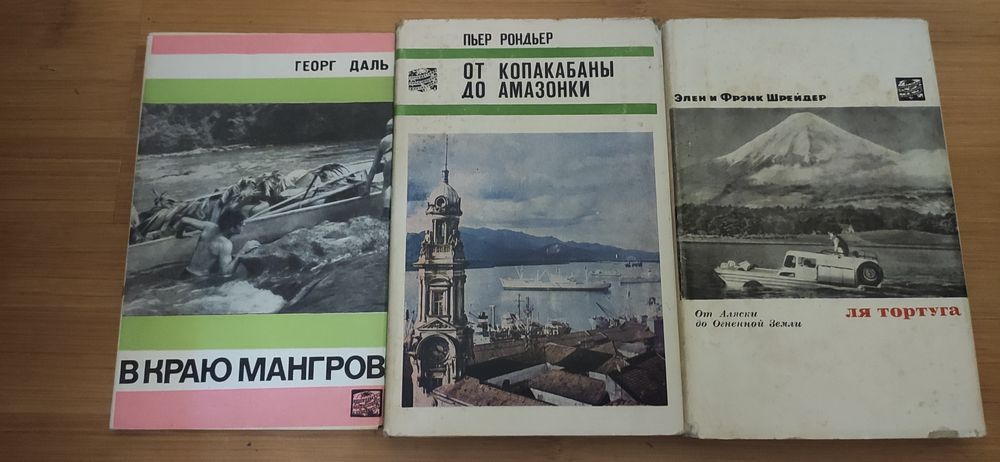 ГЕОРГ ДАЛЬ
В КРАЮ МАНГРОВ
ПЬЕР РОНДЬЕР
ОТ КОПАКАБАНЫ
ДО АМАЗОНКИ
Элен и Фрэнк Шрейдер
От Аляски
до Огненной Земли
ЛЯ ТОРТУГА